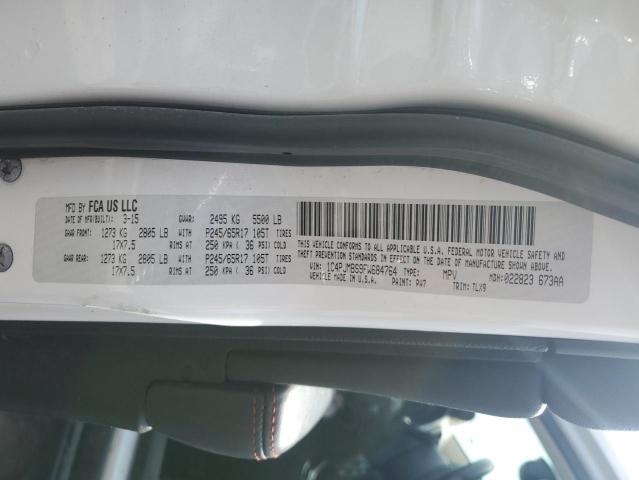 MFD BY FCA US LLC
DATE OF MFR(BUILT): 3-15 GVWR: 2495 KG 5500 LB
GAWR FRONT: 1273 KG 2805 LB WITH P245/65R17 105T TIRES
17X7.5 RIMS AT 250 KPA ( 36 PSI) COLD
GAWR REAR: 1273 KG 2805 LB WITH P245/65R17 105T TIRES
17X7.5 RIMS AT 250 KPA ( 36 PSI) COLD
THIS VEHICLE CONFORMS TO ALL APPLICABLE U.S.A. FEDERAL MOTOR VEHICLE SAFETY AND
THEFT PREVENTION STANDARDS IN EFFECT ON THE DATE OF MANUFACTURE SHOWN ABOVE.
VIN: 1C4PJMBS9FW684764 TYPE: MPV MDH: 022823 673AA
VEHICLE MADE IN U.S.A. PAINT: PW7 TRIM: TLX9